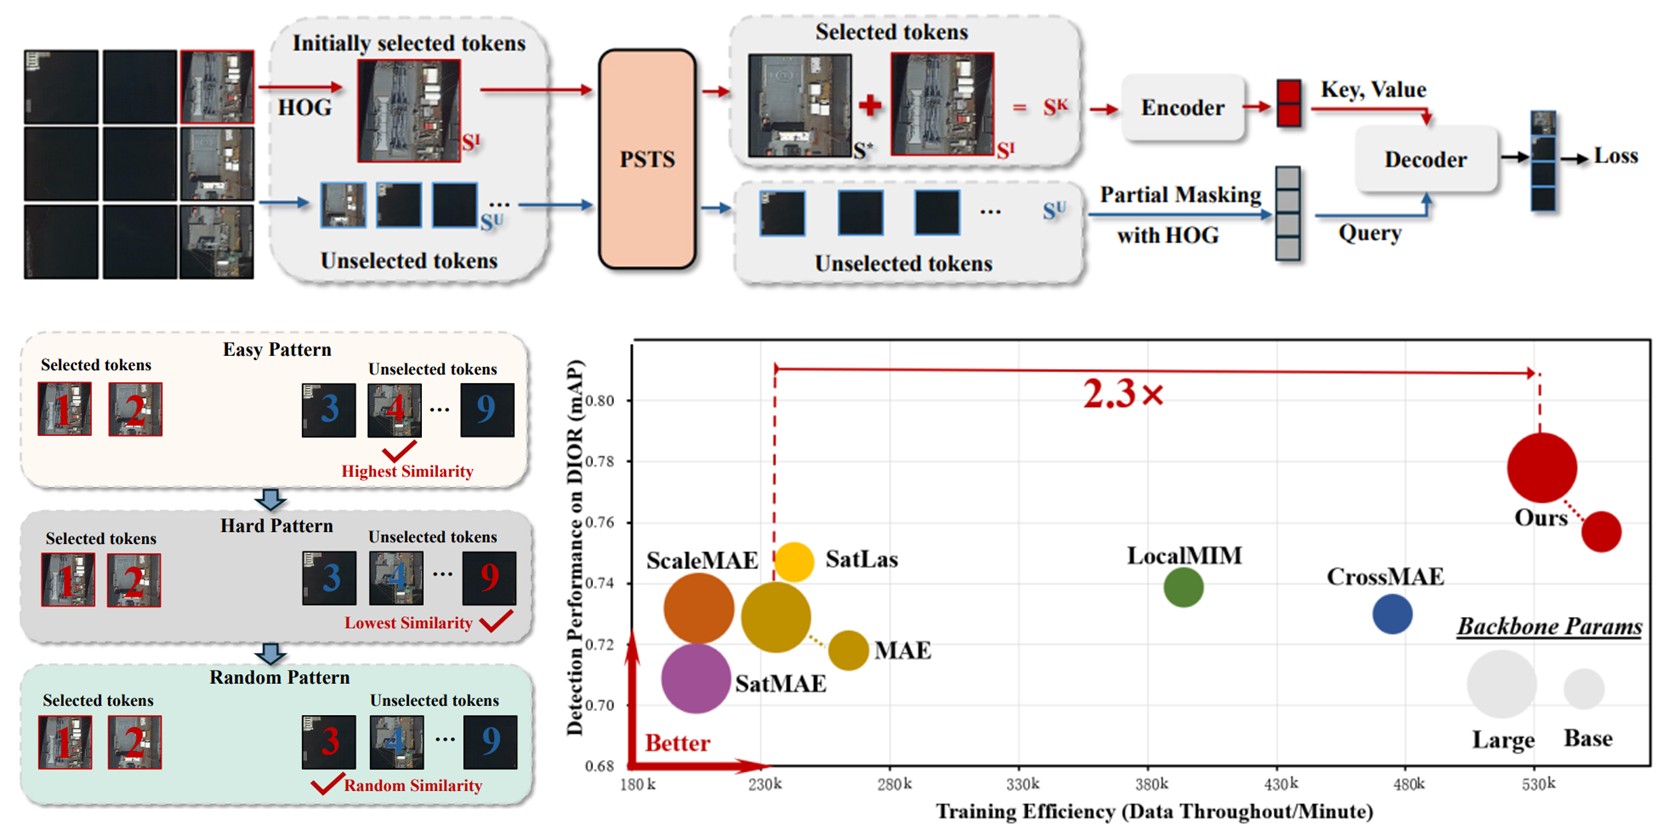 Initially selected tokens
HOG
S^I
S^U
...
Unselected tokens
PSTS
Selected tokens
S* + S^I = S^K
... S^U
Unselected tokens
Encoder
Key, Value
Decoder
Loss
Partial Masking
with HOG
Query
Easy Pattern
Selected tokens
Unselected tokens
1 2 3 4 ... 9
Highest Similarity
Hard Pattern
Selected tokens
Unselected tokens
1 2 3 4 ... 9
Lowest Similarity
Random Pattern
Selected tokens
Unselected tokens
1 2 3 4 ... 9
Random Similarity
Detection Performance on DIOR (mAP)
0.80
0.78
0.76
0.74
0.72
0.70
0.68
2.3×
Ours
ScaleMAE
SatLas
LocalMIM
CrossMAE
MAE
SatMAE
Backbone Params
Large
Base
Better
180k
230k
280k
330k
380k
430k
480k
530k
Training Efficiency (Data Throughout/Minute)